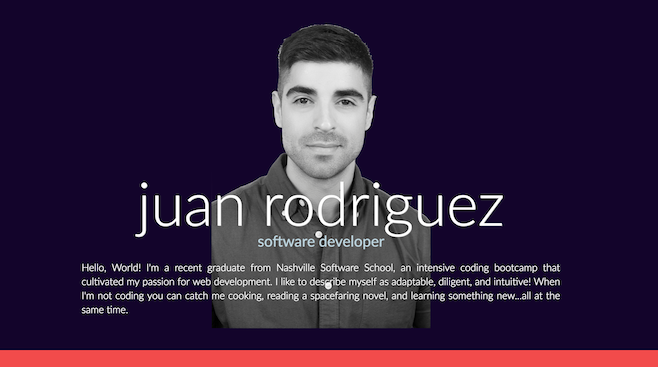 juan rodriguez
software developer
Hello, World! I'm a recent graduate from Nashville Software School, an intensive coding bootcamp that
cultivated my passion for web development. I like to describe myself as adaptable, diligent, and intuitive! When
I'm not coding you can catch me cooking, reading a spacefaring novel, and learning something new...all at the
same time.